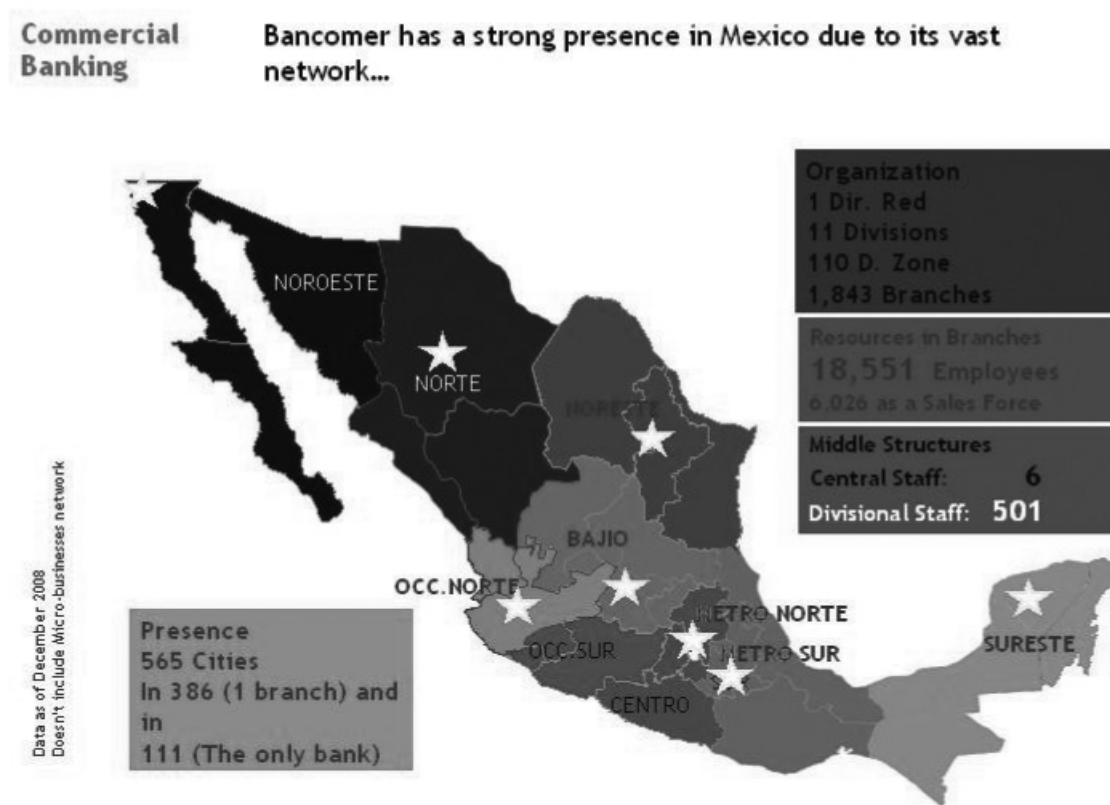 Commercial
Banking
Bancomer has a strong presence in Mexico due to its vast
network…
Organization
1 Dir. Red
11 Divisions
110 D. Zone
1,843 Branches
Resources in Branches
18,551 Employees
6,026 as a Sales Force
Middle Structures
Central Staff: 6
Divisional Staff: 501
NOROESTE
NORTE
NORESTE
BAJIO
OCC.NORTE
METRO NORTE
OCC.SUR
METRO SUR
CENTRO
SURESTE
Presence
565 Cities
In 386 (1 branch) and
in
111 (The only bank)
Data as of December 2008
Doesn't include Micro-businesses network